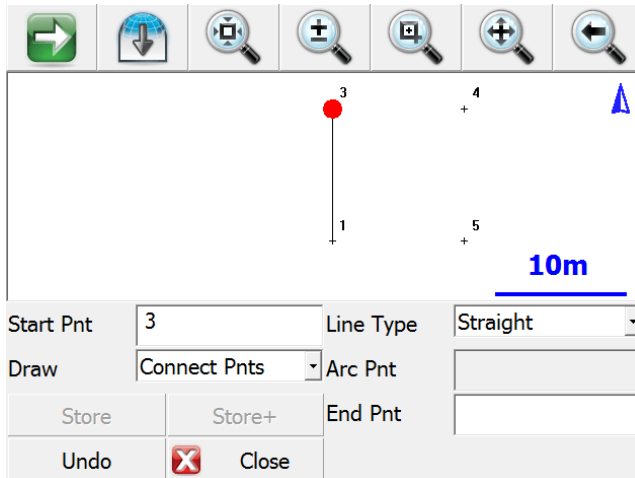 3 4
1 5
10m
Start Pnt 3 Line Type Straight
Draw Connect Pnts Arc Pnt
Store Store+ End Pnt
Undo Close